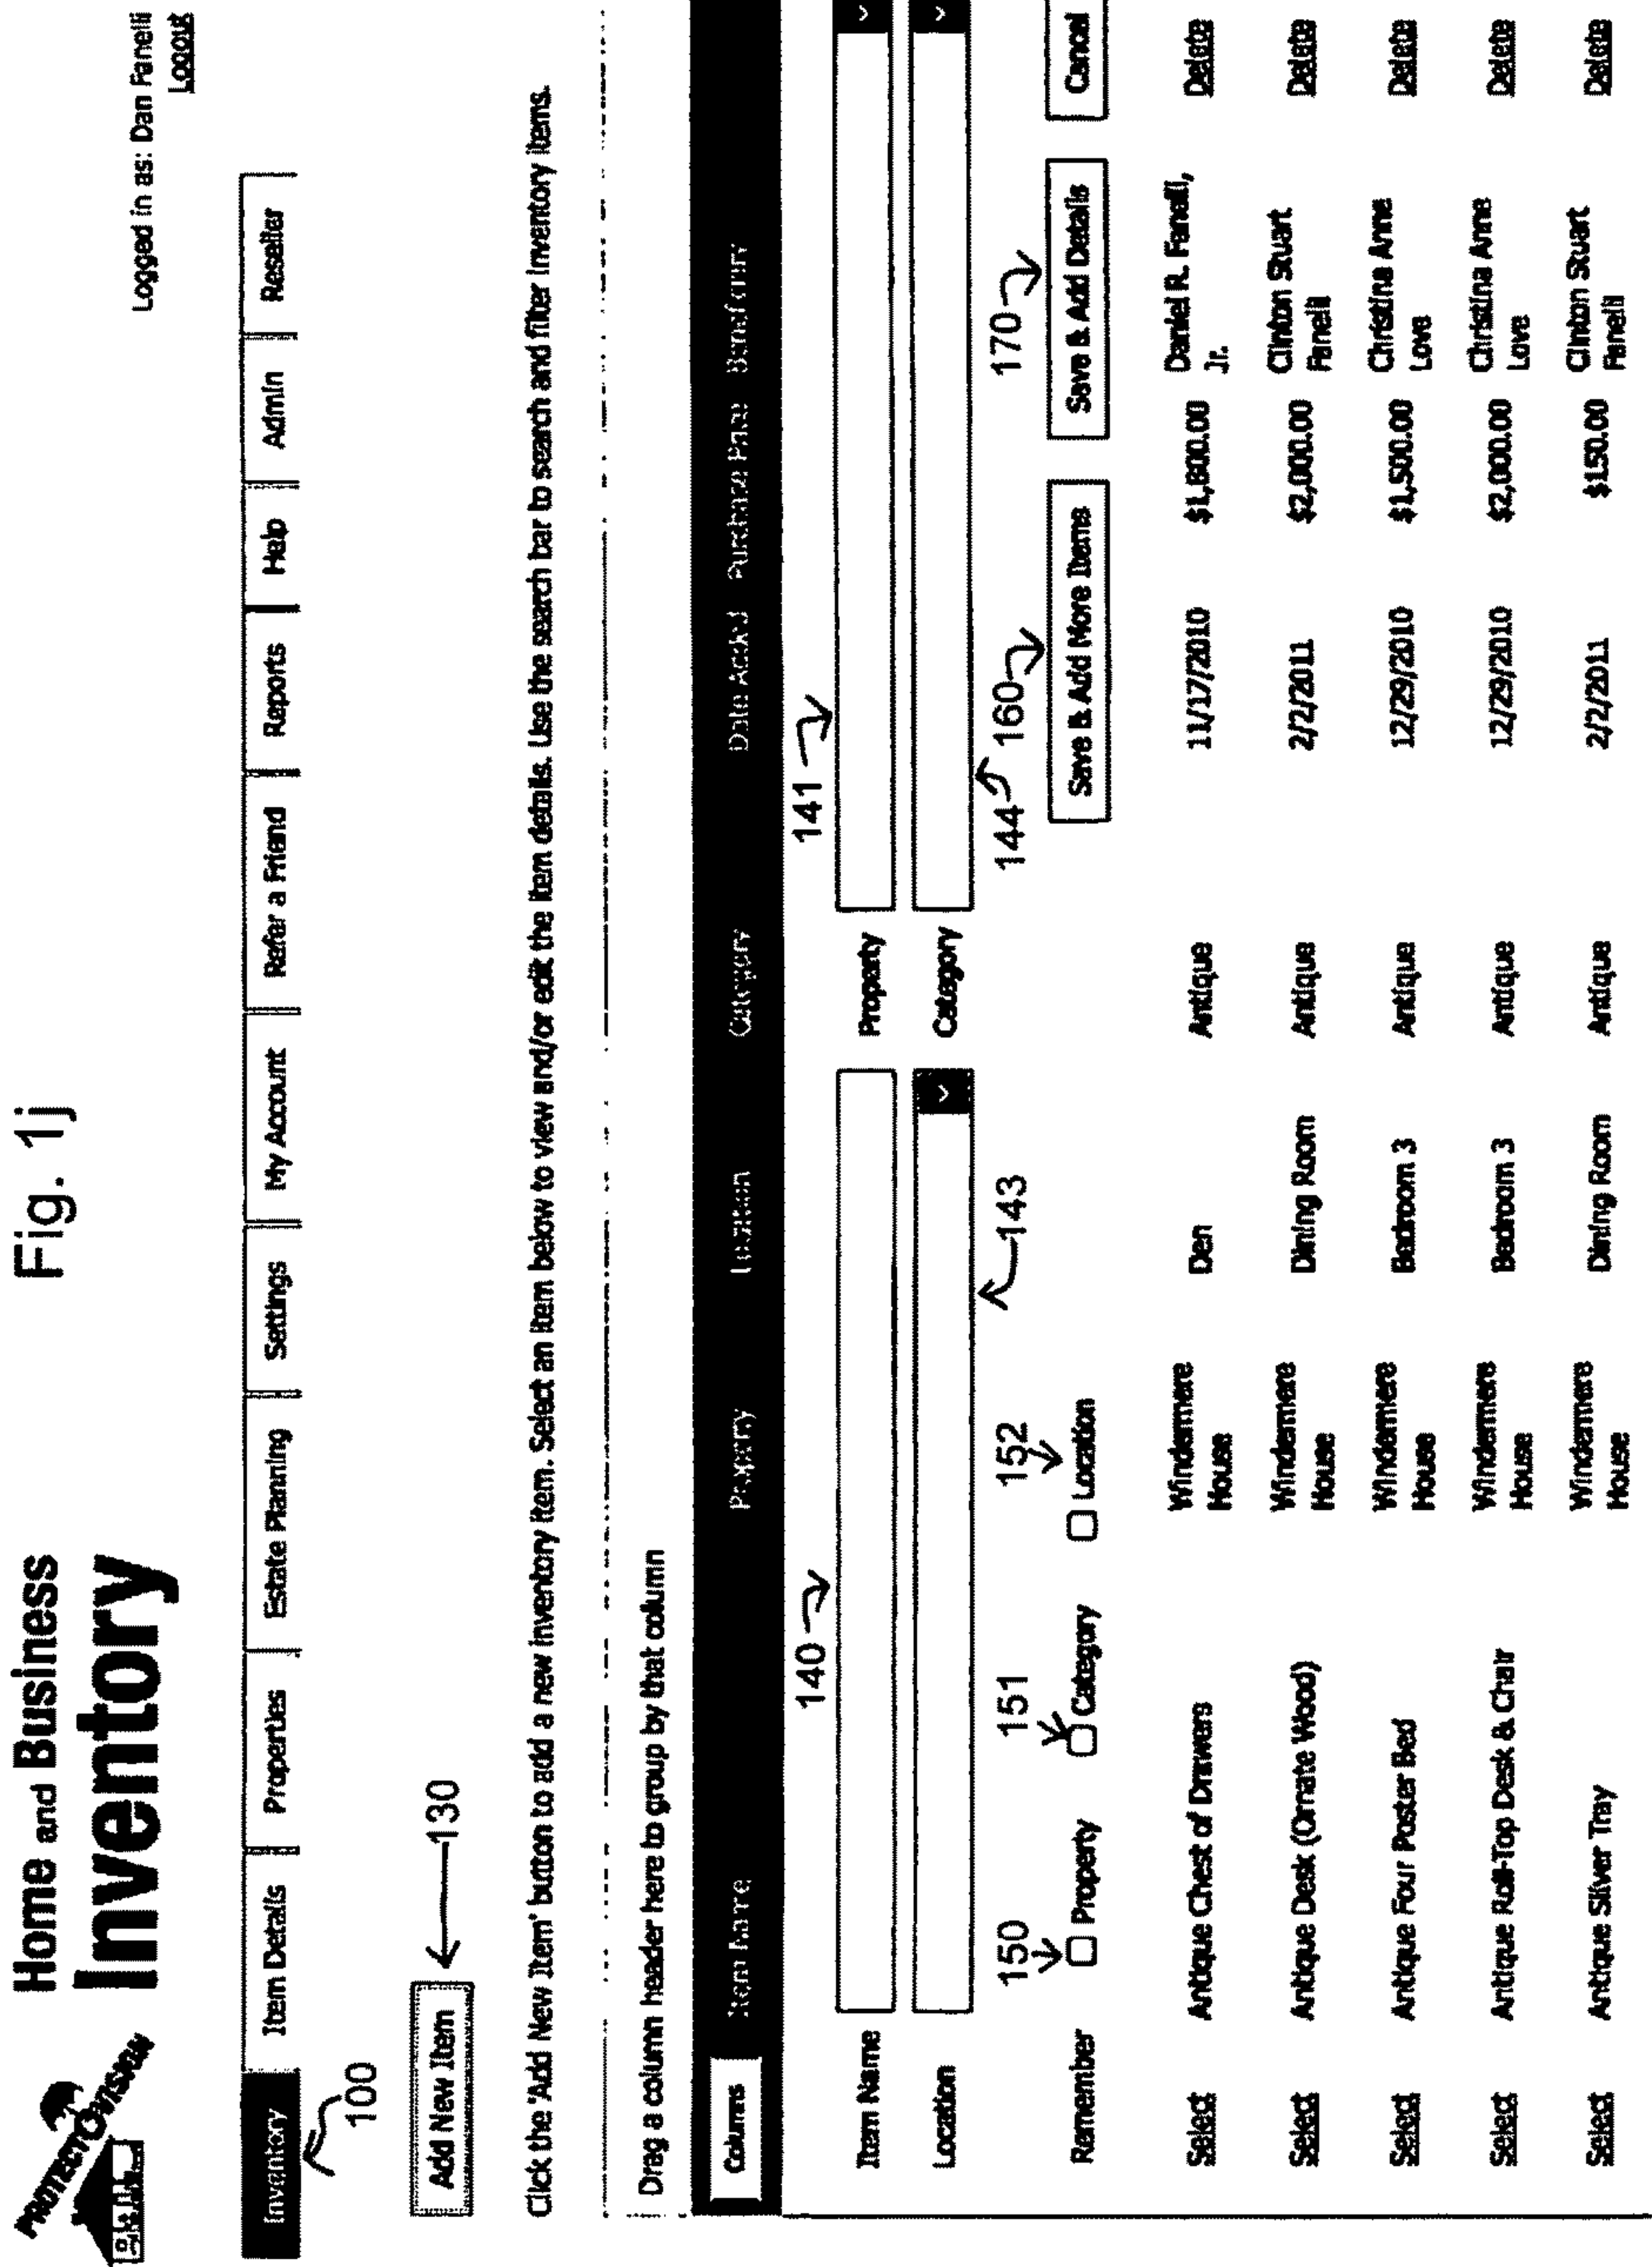 Fig. 1j
PROTECTOVISION
Home and Business
Inventory
Logged in as: Dan Fanelli
Logout
Inventory Item Details Properties Estate Planning Settings My Account Refer a Friend Reports Help Admin Reseller
100
Add New Item 130
Click the 'Add New Item' button to add a new inventory item. Select an item below to view and/or edit the item details. Use the search bar to search and filter inventory items.
Drag a column header here to group by that column
Columns Item Name Property Location Category Date Added Purchase Price Beneficiary
140 141
Item Name Property
Location Category
150 151 152 143 144 160 170
Remember Property Category Location Save & Add More Items Save & Add Details Cancel
Select Antique Chest of Drawers Windermere House Den Antique 11/17/2010 $1,800.00 Daniel R. Fanelli, Jr. Delete
Select Antique Desk (Ornate Wood) Windermere House Dining Room Antique 2/2/2011 $2,000.00 Clinton Stuart Fanelli Delete
Select Antique Four Poster Bed Windermere House Bedroom 3 Antique 12/29/2010 $1,500.00 Christina Anne Love Delete
Select Antique Roll-Top Desk & Chair Windermere House Bedroom 3 Antique 12/29/2010 $2,000.00 Christina Anne Love Delete
Select Antique Silver Tray Windermere House Dining Room Antique 2/2/2011 $150.00 Clinton Stuart Fanelli Delete